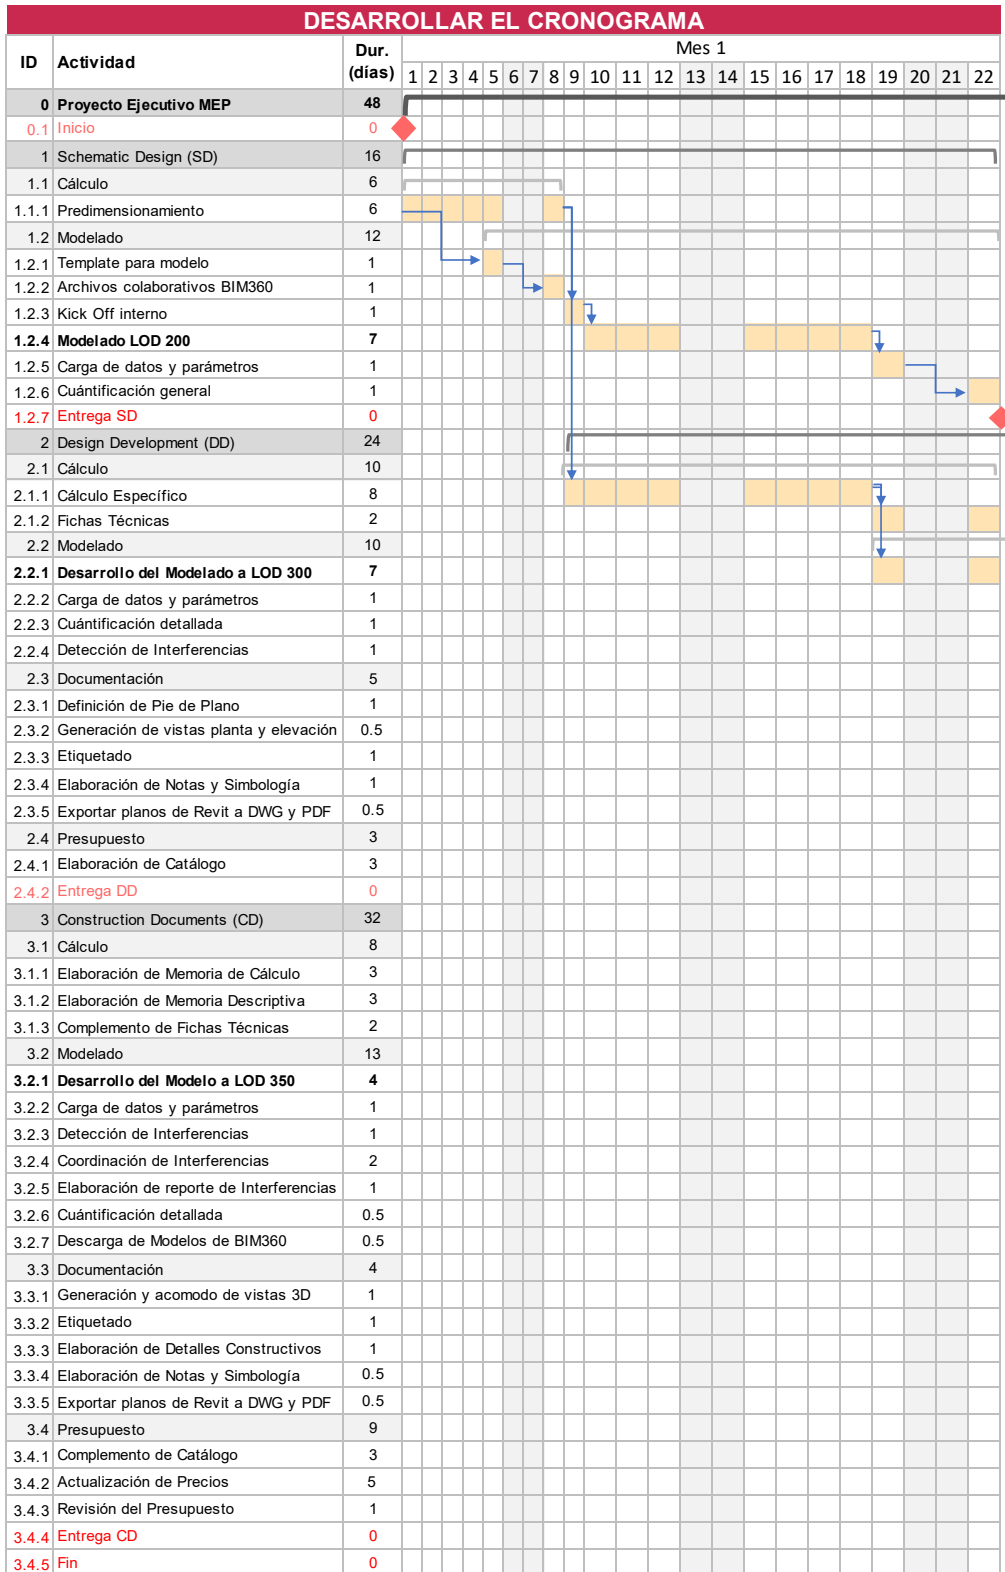 DESARROLLAR EL CRONOGRAMA
ID Actividad Dur. (días) Mes 1
1 2 3 4 5 6 7 8 9 10 11 12 13 14 15 16 17 18 19 20 21 22
0 Proyecto Ejecutivo MEP 48
0.1 Inicio 0
1 Schematic Design (SD) 16
1.1 Cálculo 6
1.1.1 Predimensionamiento 6
1.2 Modelado 12
1.2.1 Template para modelo 1
1.2.2 Archivos colaborativos BIM360 1
1.2.3 Kick Off interno 1
1.2.4 Modelado LOD 200 7
1.2.5 Carga de datos y parámetros 1
1.2.6 Cuántificación general 1
1.2.7 Entrega SD 0
2 Design Development (DD) 24
2.1 Cálculo 10
2.1.1 Cálculo Específico 8
2.1.2 Fichas Técnicas 2
2.2 Modelado 10
2.2.1 Desarrollo del Modelado a LOD 300 7
2.2.2 Carga de datos y parámetros 1
2.2.3 Cuántificación detallada 1
2.2.4 Detección de Interferencias 1
2.3 Documentación 5
2.3.1 Definición de Pie de Plano 1
2.3.2 Generación de vistas planta y elevación 0.5
2.3.3 Etiquetado 1
2.3.4 Elaboración de Notas y Simbología 1
2.3.5 Exportar planos de Revit a DWG y PDF 0.5
2.4 Presupuesto 3
2.4.1 Elaboración de Catálogo 3
2.4.2 Entrega DD 0
3 Construction Documents (CD) 32
3.1 Cálculo 8
3.1.1 Elaboración de Memoria de Cálculo 3
3.1.2 Elaboración de Memoria Descriptiva 3
3.1.3 Complemento de Fichas Técnicas 2
3.2 Modelado 13
3.2.1 Desarrollo del Modelo a LOD 350 4
3.2.2 Carga de datos y parámetros 1
3.2.3 Detección de Interferencias 1
3.2.4 Coordinación de Interferencias 2
3.2.5 Elaboración de reporte de Interferencias 1
3.2.6 Cuántificación detallada 0.5
3.2.7 Descarga de Modelos de BIM360 0.5
3.3 Documentación 4
3.3.1 Generación y acomodo de vistas 3D 1
3.3.2 Etiquetado 1
3.3.3 Elaboración de Detalles Constructivos 1
3.3.4 Elaboración de Notas y Simbología 0.5
3.3.5 Exportar planos de Revit a DWG y PDF 0.5
3.4 Presupuesto 9
3.4.1 Complemento de Catálogo 3
3.4.2 Actualización de Precios 5
3.4.3 Revisión del Presupuesto 1
3.4.4 Entrega CD 0
3.4.5 Fin 0